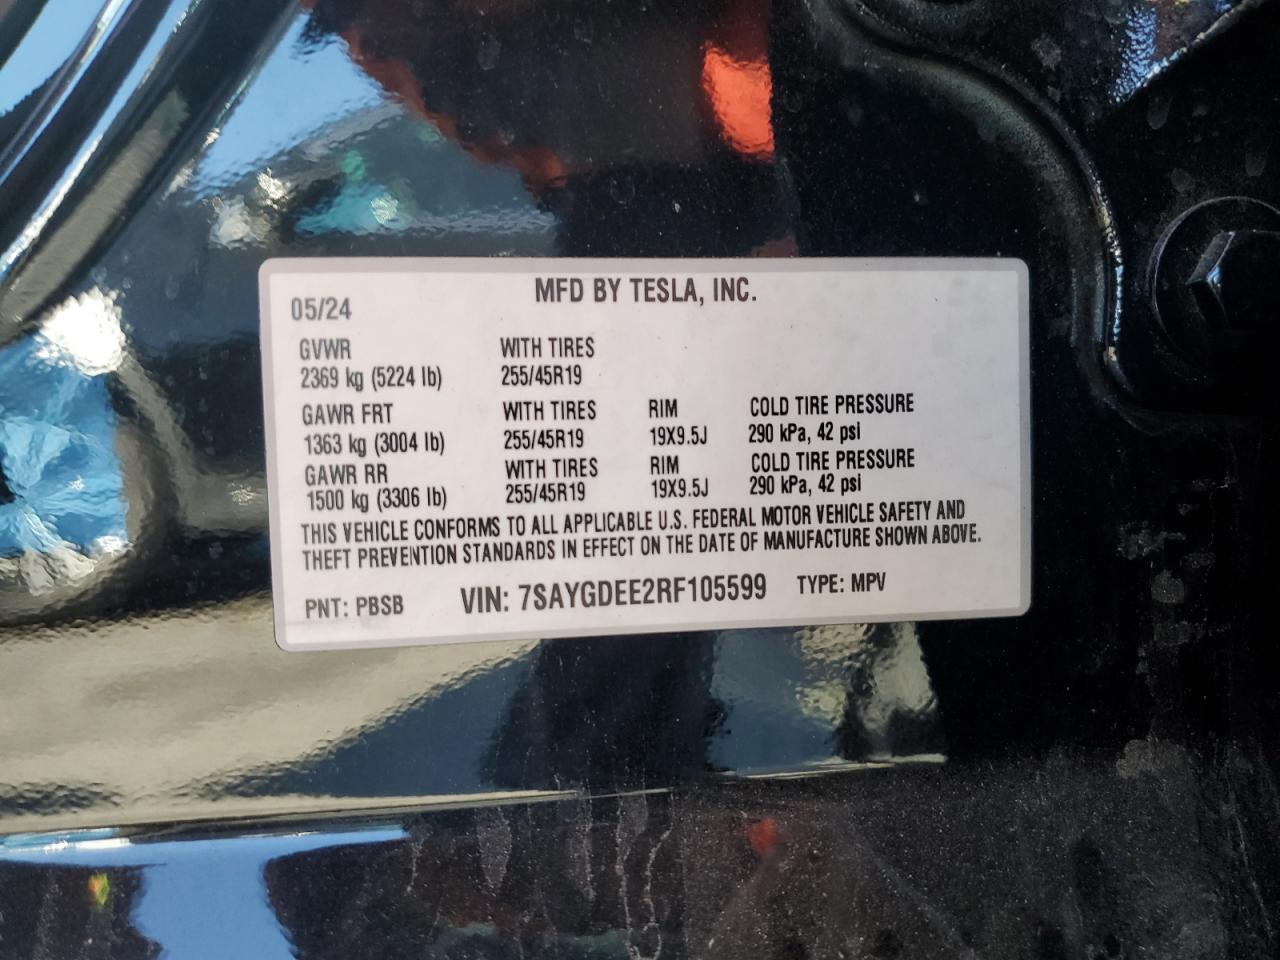 MFD BY TESLA, INC.
05/24
GVWR WITH TIRES
2369 kg (5224 lb) 255/45R19
GAWR FRT WITH TIRES RIM COLD TIRE PRESSURE
1363 kg (3004 lb) 255/45R19 19X9.5J 290 kPa, 42 psi
GAWR RR WITH TIRES RIM COLD TIRE PRESSURE
1500 kg (3306 lb) 255/45R19 19X9.5J 290 kPa, 42 psi
THIS VEHICLE CONFORMS TO ALL APPLICABLE U.S. FEDERAL MOTOR VEHICLE SAFETY AND
THEFT PREVENTION STANDARDS IN EFFECT ON THE DATE OF MANUFACTURE SHOWN ABOVE.
PNT: PBSB VIN: 7SAYGDEE2RF105599 TYPE: MPV